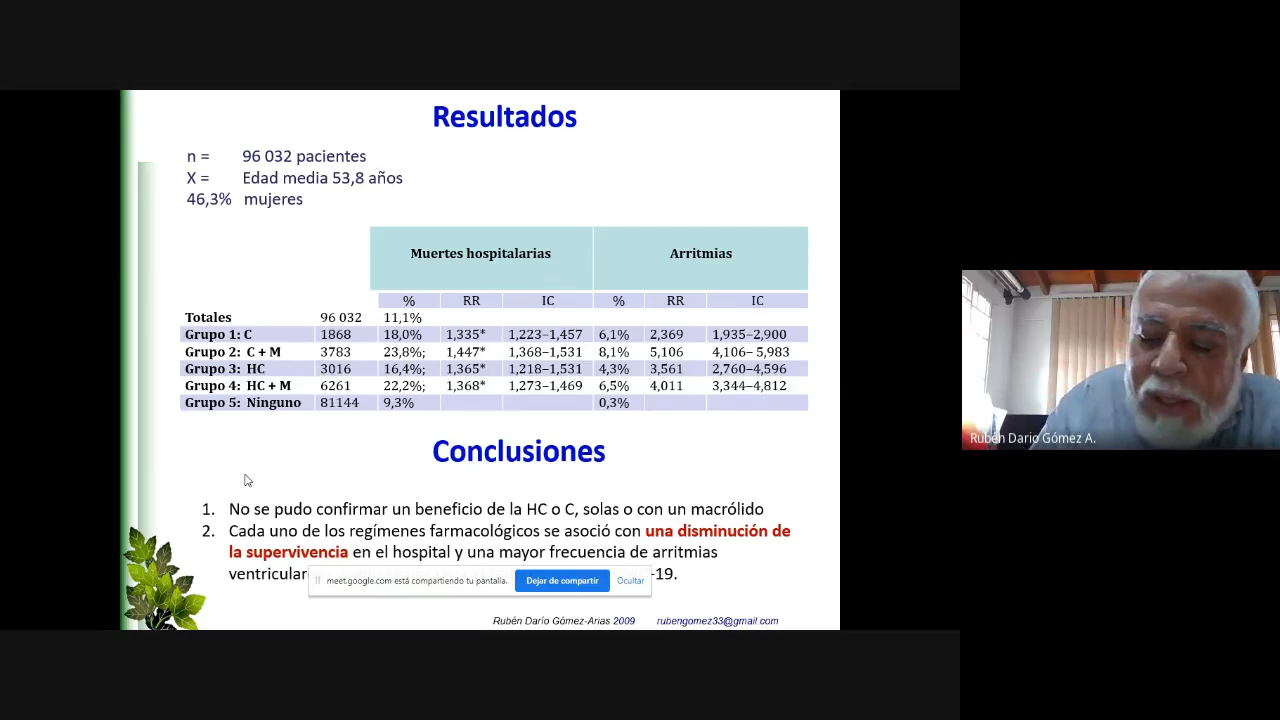 Resultados
n = 96 032 pacientes
X = Edad media 53,8 años
46,3% mujeres
Muertes hospitalarias Arritmias
% RR IC % RR IC
Totales 96 032 11,1%
Grupo 1: C 1868 18,0% 1,335* 1,223–1,457 6,1% 2,369 1,935–2,900
Grupo 2: C + M 3783 23,8%; 1,447* 1,368–1,531 8,1% 5,106 4,106– 5,983
Grupo 3: HC 3016 16,4%; 1,365* 1,218–1,531 4,3% 3,561 2,760–4,596
Grupo 4: HC + M 6261 22,2%; 1,368* 1,273–1,469 6,5% 4,011 3,344–4,812
Grupo 5: Ninguno 81144 9,3% 0,3%
Conclusiones
1. No se pudo confirmar un beneficio de la HC o C, solas o con un macrólido
2. Cada uno de los regímenes farmacológicos se asoció con una disminución de
la supervivencia en el hospital y una mayor frecuencia de arritmias
ventricular -19.
meet.google.com está compartiendo tu pantalla. Dejar de compartir Ocultar
Rubén Darío Gómez-Arias 2009 rubengomez33@gmail.com
Rubén Dario Gómez A.